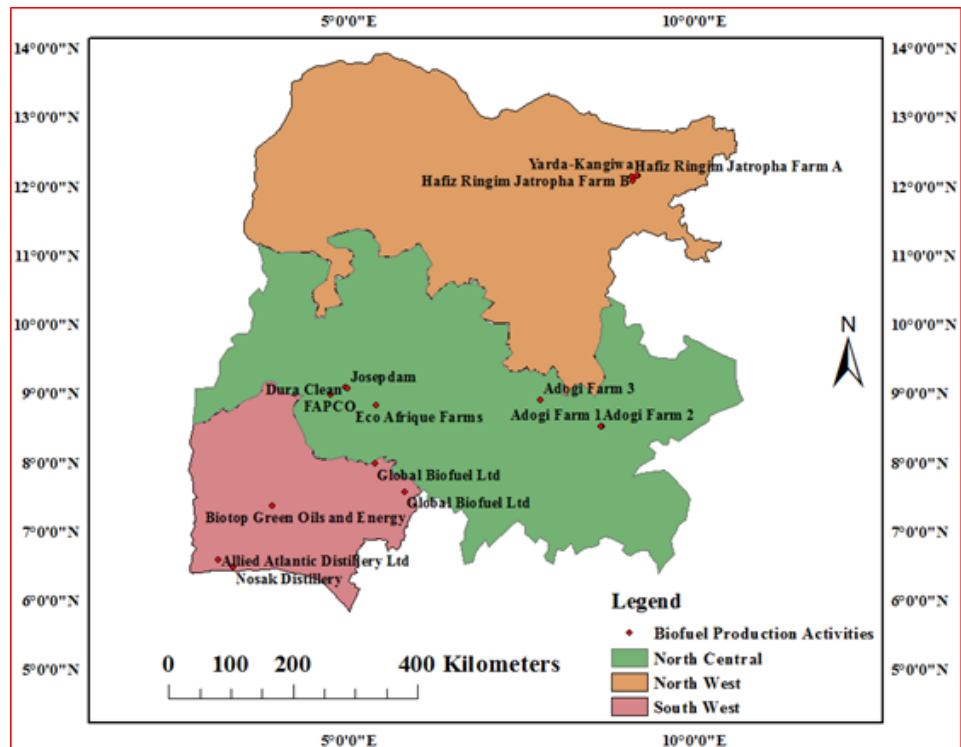 5°0'0"E 10°0'0"E
14°0'0"N 14°0'0"N
13°0'0"N 13°0'0"N
Yarda-Kangiwa Hafiz Ringim Jatropha Farm A
12°0'0"N Hafiz Ringim Jatropha Farm B 12°0'0"N
11°0'0"N 11°0'0"N
10°0'0"N 10°0'0"N
N
Josepdam
9°0'0"N Dura Clean Adogi Farm 3 9°0'0"N
FAPCO
Eco Afrique Farms Adogi Farm 1 Adogi Farm 2
8°0'0"N 8°0'0"N
Global Biofuel Ltd
Global Biofuel Ltd
7°0'0"N Biotop Green Oils and Energy 7°0'0"N
Allied Atlantic Distillery Ltd
Nosak Distillery
6°0'0"N 6°0'0"N
Legend
Biofuel Production Activities
North Central
North West
South West
5°0'0"N 5°0'0"N
0 100 200 400 Kilometers
5°0'0"E 10°0'0"E